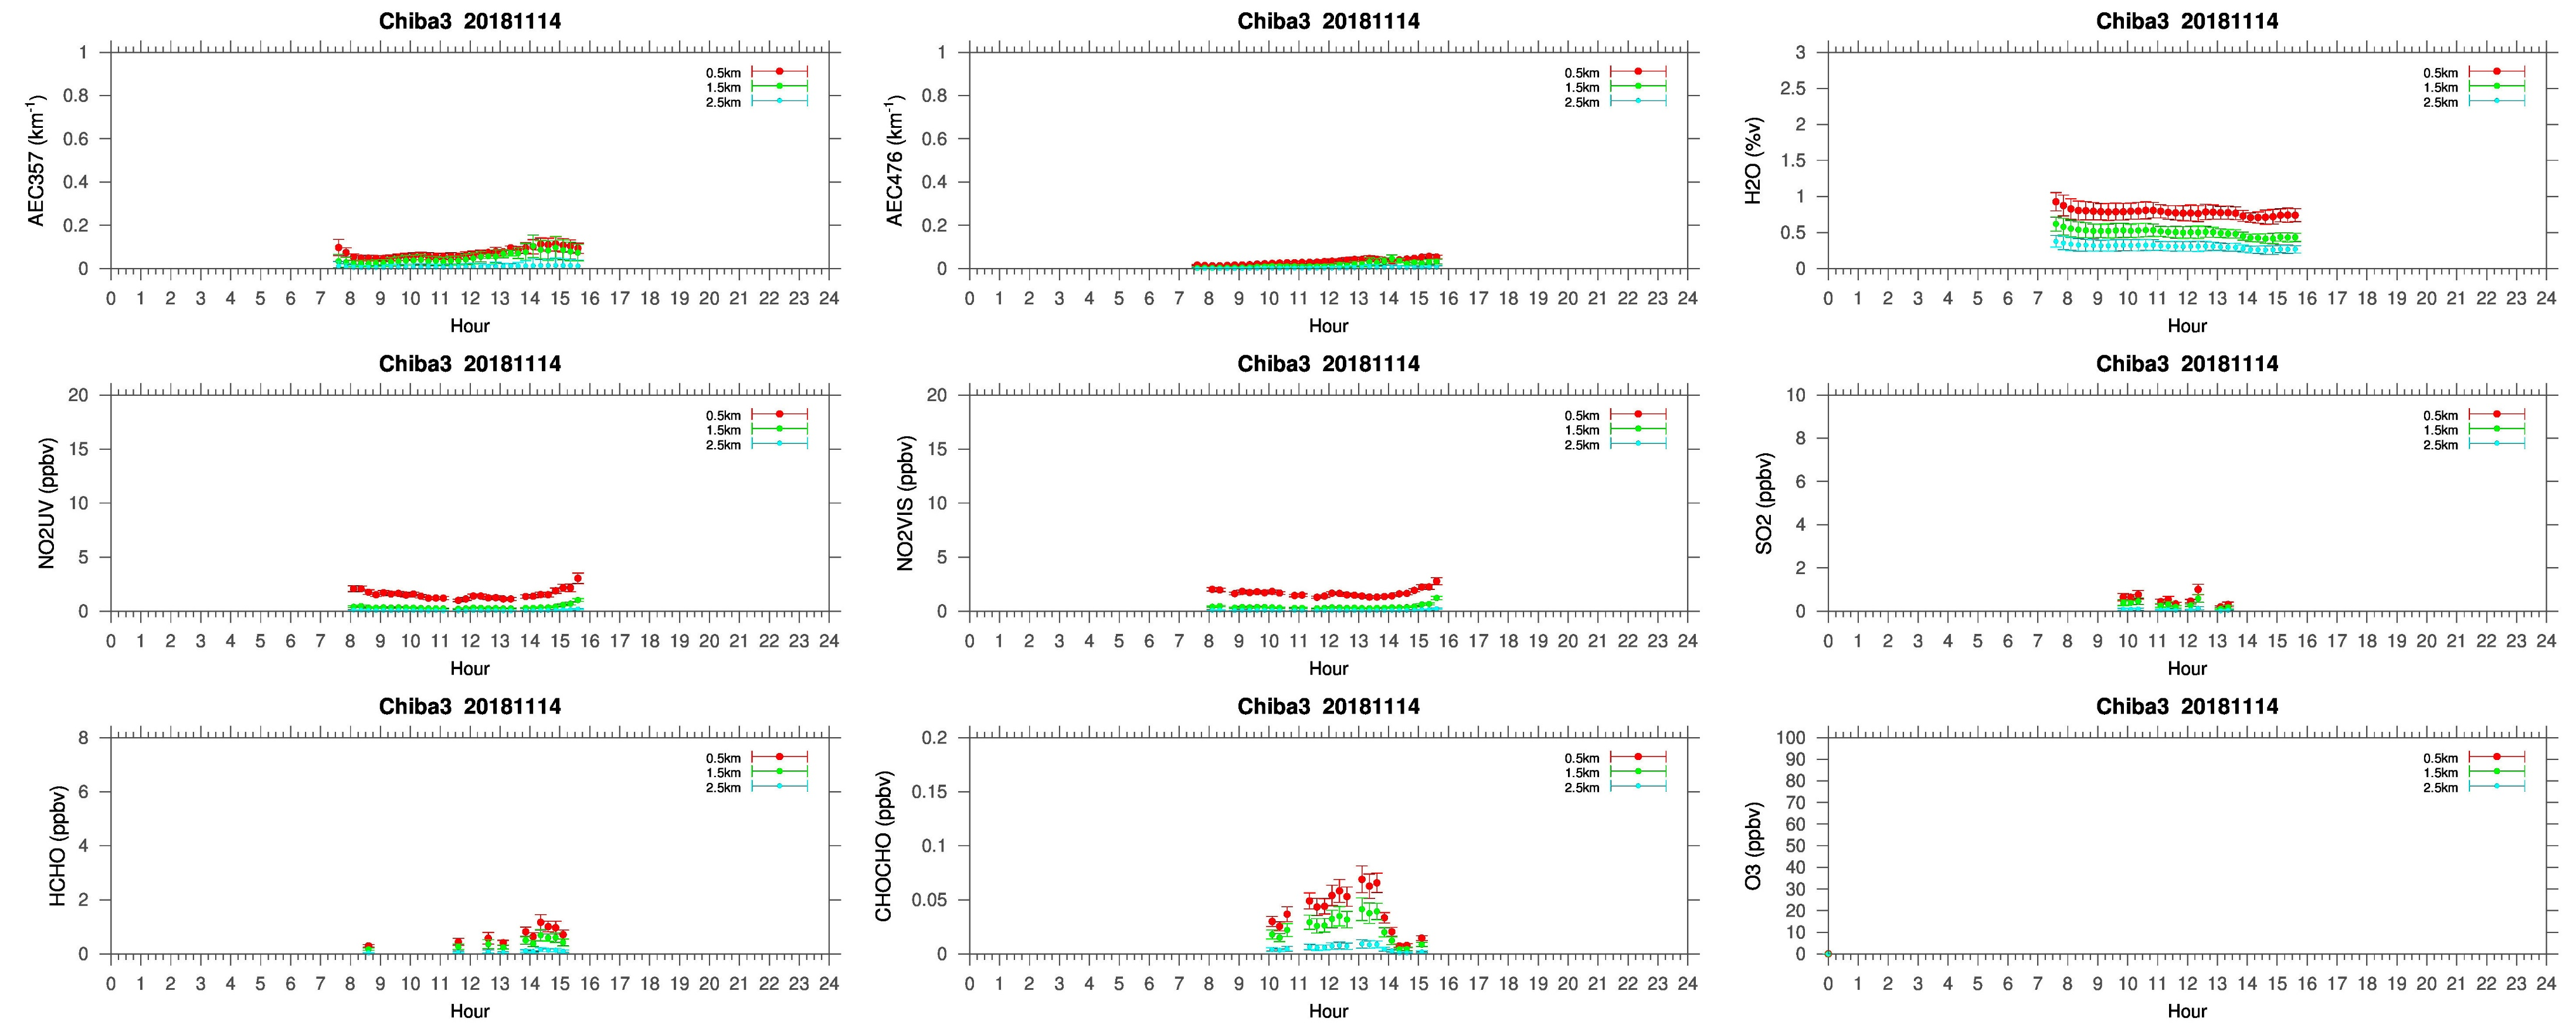 Chiba3 20181114
AEC357 (km-1)
1
0.8
0.6
0.4
0.2
0
0.5km
1.5km
2.5km
0 1 2 3 4 5 6 7 8 9 10 11 12 13 14 15 16 17 18 19 20 21 22 23 24
Hour
Chiba3 20181114
AEC476 (km-1)
1
0.8
0.6
0.4
0.2
0
0.5km
1.5km
2.5km
0 1 2 3 4 5 6 7 8 9 10 11 12 13 14 15 16 17 18 19 20 21 22 23 24
Hour
Chiba3 20181114
H2O (%v)
3
2.5
2
1.5
1
0.5
0
0.5km
1.5km
2.5km
0 1 2 3 4 5 6 7 8 9 10 11 12 13 14 15 16 17 18 19 20 21 22 23 24
Hour
Chiba3 20181114
NO2UV (ppbv)
20
15
10
5
0
0.5km
1.5km
2.5km
0 1 2 3 4 5 6 7 8 9 10 11 12 13 14 15 16 17 18 19 20 21 22 23 24
Hour
Chiba3 20181114
NO2VIS (ppbv)
20
15
10
5
0
0.5km
1.5km
2.5km
0 1 2 3 4 5 6 7 8 9 10 11 12 13 14 15 16 17 18 19 20 21 22 23 24
Hour
Chiba3 20181114
SO2 (ppbv)
10
8
6
4
2
0
0.5km
1.5km
2.5km
0 1 2 3 4 5 6 7 8 9 10 11 12 13 14 15 16 17 18 19 20 21 22 23 24
Hour
Chiba3 20181114
HCHO (ppbv)
8
6
4
2
0
0.5km
1.5km
2.5km
0 1 2 3 4 5 6 7 8 9 10 11 12 13 14 15 16 17 18 19 20 21 22 23 24
Hour
Chiba3 20181114
CHOCHO (ppbv)
0.2
0.15
0.1
0.05
0
0.5km
1.5km
2.5km
0 1 2 3 4 5 6 7 8 9 10 11 12 13 14 15 16 17 18 19 20 21 22 23 24
Hour
Chiba3 20181114
O3 (ppbv)
100
90
80
70
60
50
40
30
20
10
0
0.5km
1.5km
2.5km
0 1 2 3 4 5 6 7 8 9 10 11 12 13 14 15 16 17 18 19 20 21 22 23 24
Hour